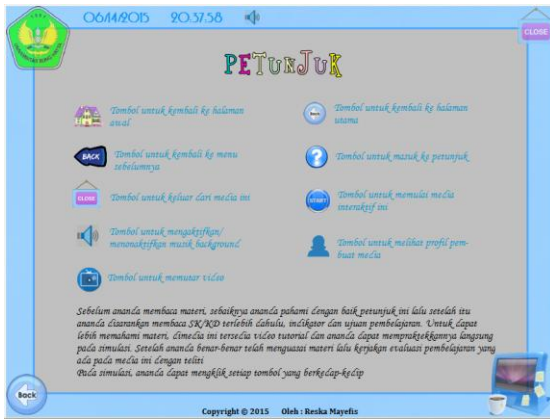 06/14/2015 20.57.58
CLOSE
PETUNJUK
Tombol untuk kembali ke halaman
awal
Back
Tombol untuk kembali ke halaman
utama
BACK
Tombol untuk kembali ke menu
sebelumnya
?
Tombol untuk masuk ke petunjuk
CLOSE
Tombol untuk keluar dari media ini
START
Tombol untuk memulai media
interaktif ini
Tombol untuk mengaktifkan/
menonaktifkan musik background
Tombol untuk melihat profil pem-
buat media
Tombol untuk memutar video
Sebelum ananda membaca materi, sebaiknya ananda pahami dengan baik petunjuk ini lalu setelah itu
ananda disarankan membaca SK/KD terlebih dahulu, indikator dan ujuan pembelajaran. Untuk dapat
lebih memahami materi, dimedia ini tersedia video tutorial dan ananda dapat mempraktekkannya langsung
pada simulasi. Setelah ananda benar-benar telah menguasai materi lalu kerjakan evaluasi pembelajaran yang
ada pada media ini dengan teliti
Pada simulasi, ananda dapat mengklik setiap tombol yang berkedap-kedip
Back
Copyright © 2015 Oleh : Reska Mayefis